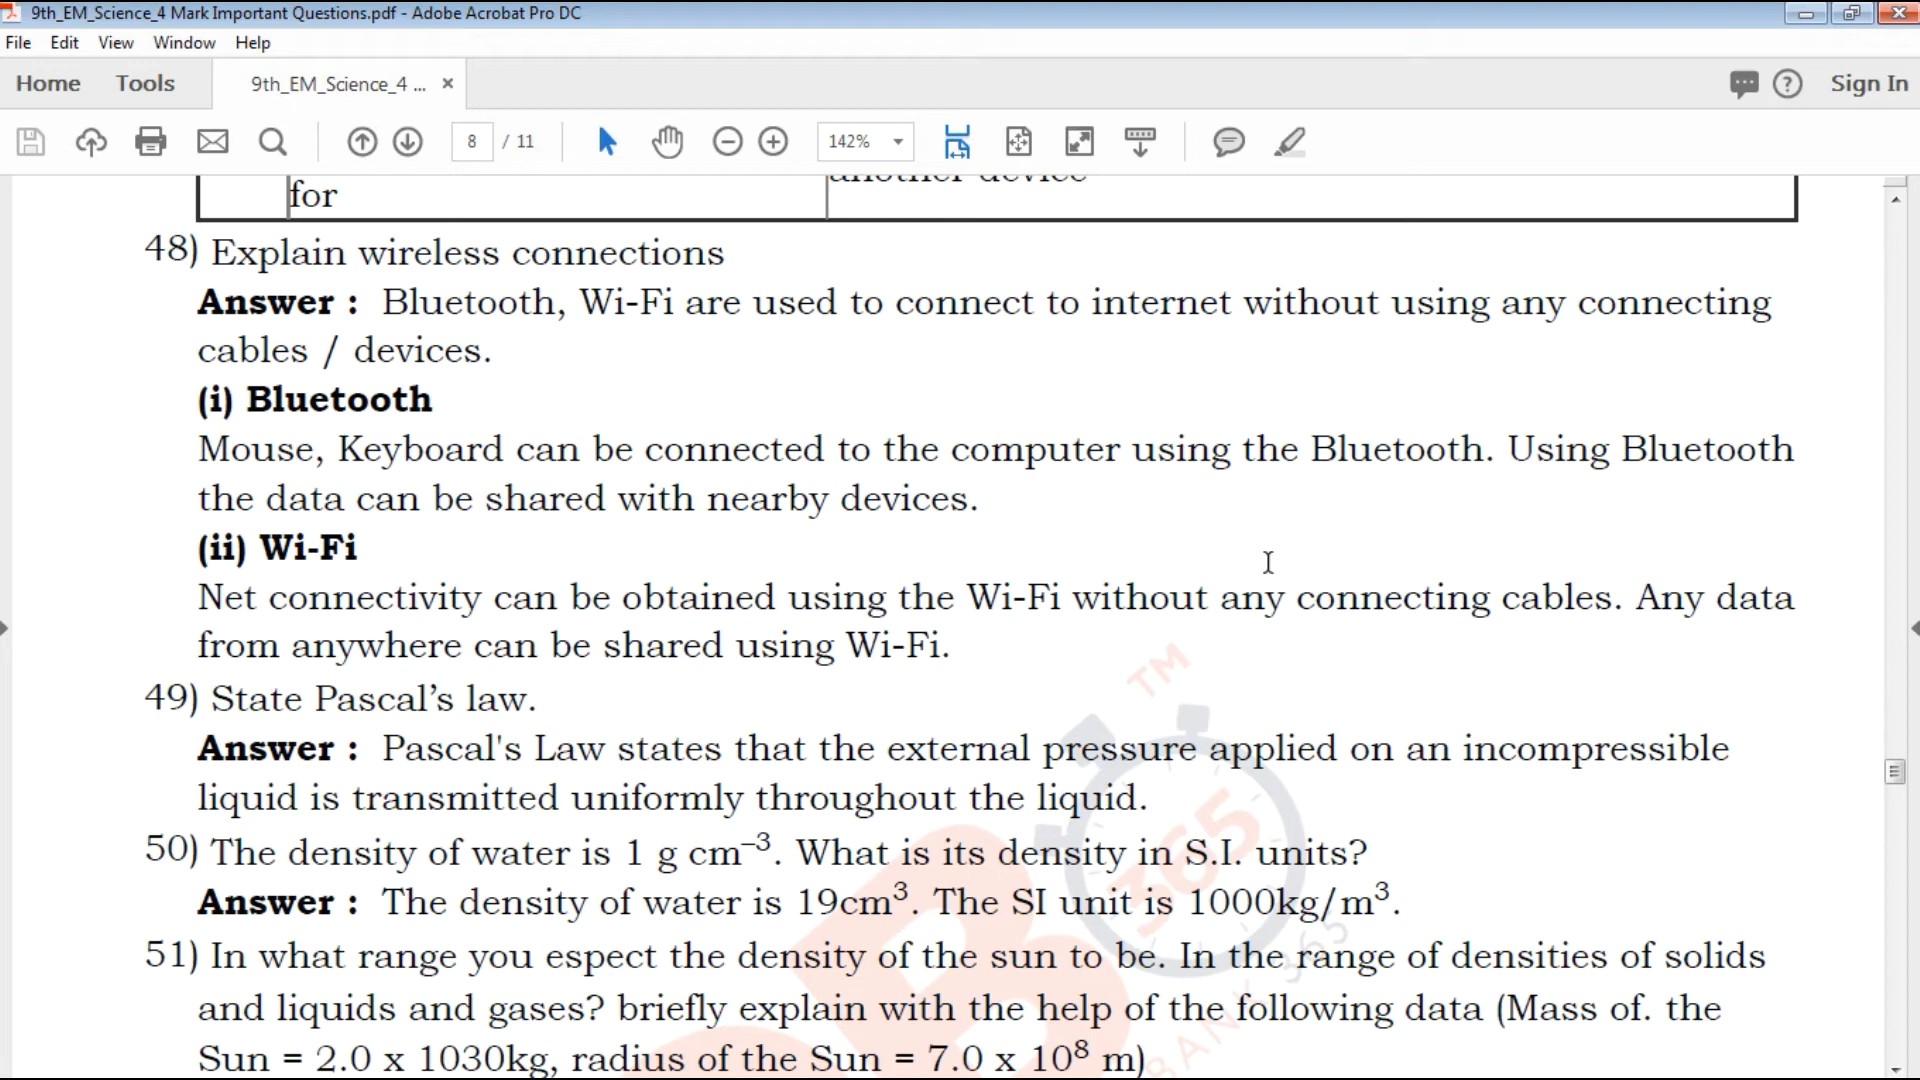 9th_EM_Science_4 Mark Important Questions.pdf - Adobe Acrobat Pro DC
File Edit View Window Help
Home Tools 9th_EM_Science_4 ... × Sign In
8 / 11 142%
for another device
48) Explain wireless connections
Answer : Bluetooth, Wi-Fi are used to connect to internet without using any connecting
cables / devices.
(i) Bluetooth
Mouse, Keyboard can be connected to the computer using the Bluetooth. Using Bluetooth
the data can be shared with nearby devices.
(ii) Wi-Fi
Net connectivity can be obtained using the Wi-Fi without any connecting cables. Any data
from anywhere can be shared using Wi-Fi.
49) State Pascal’s law.
Answer : Pascal's Law states that the external pressure applied on an incompressible
liquid is transmitted uniformly throughout the liquid.
50) The density of water is 1 g cm⁻³. What is its density in S.I. units?
Answer : The density of water is 19cm³. The SI unit is 1000kg/m³.
51) In what range you espect the density of the sun to be. In the range of densities of solids
and liquids and gases? briefly explain with the help of the following data (Mass of. the
Sun = 2.0 x 1030kg, radius of the Sun = 7.0 x 10⁸ m)
TM
365